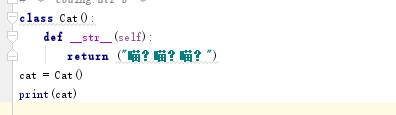 class Cat():
    def __str__(self):
        return ("喵？喵？喵？")
cat = Cat()
print(cat)